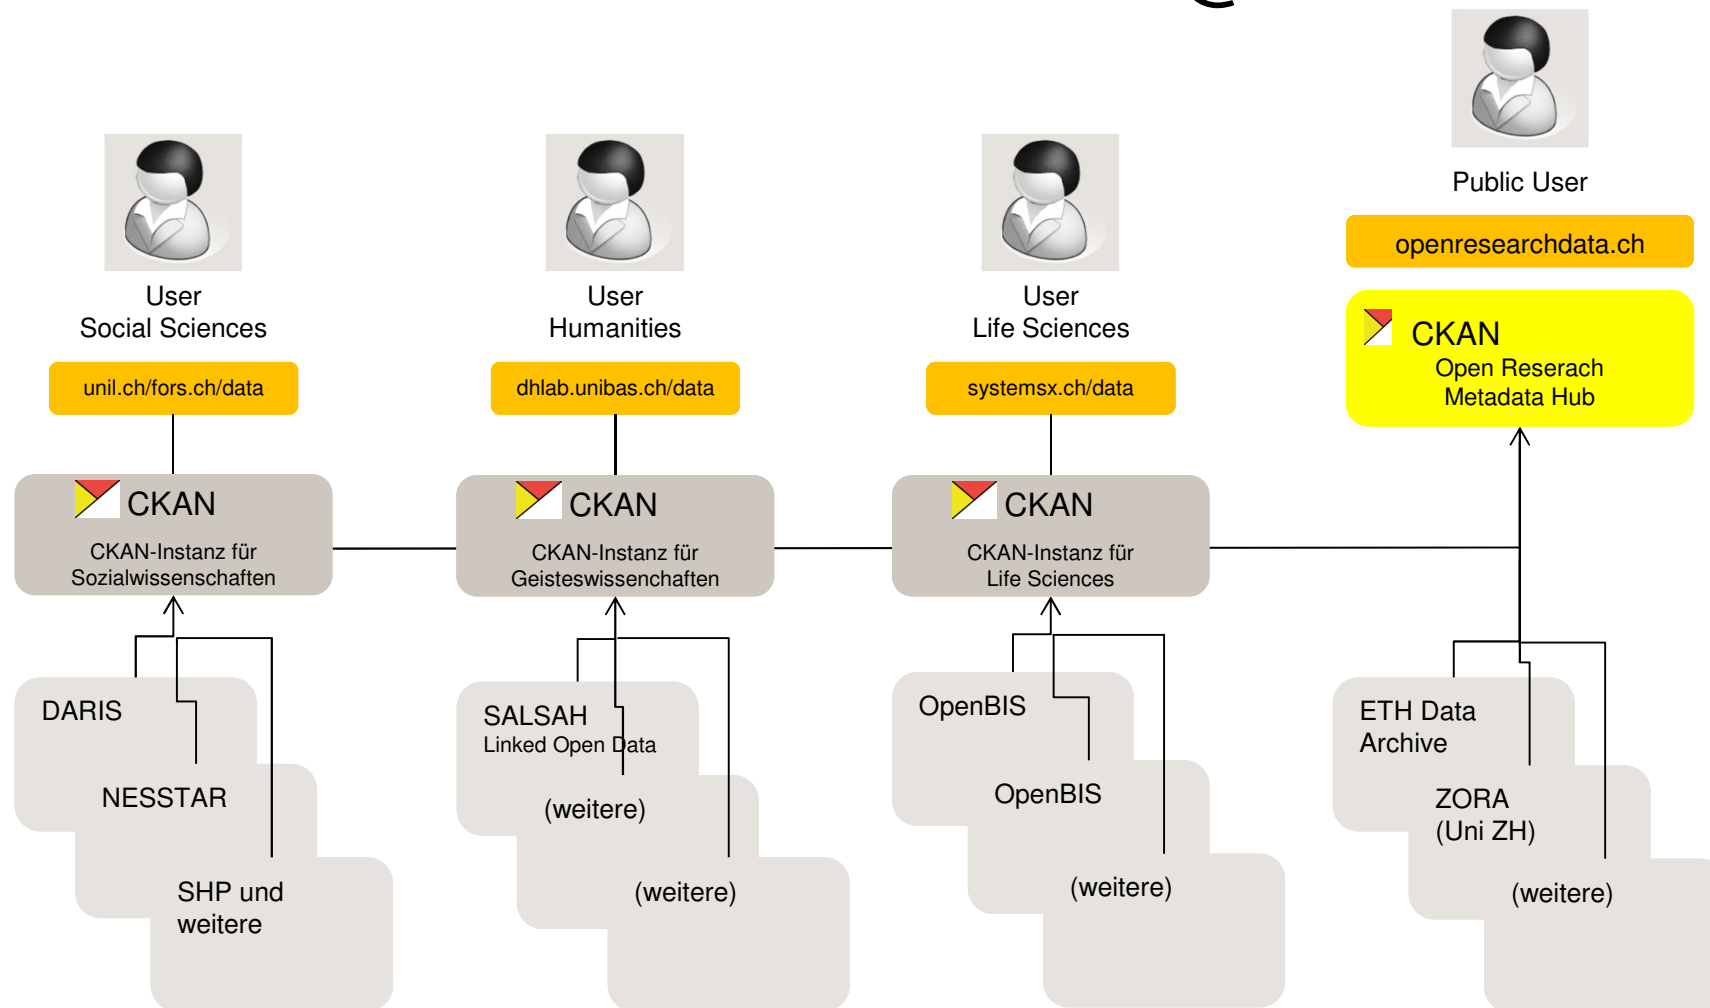 Public User
openresearchdata.ch
CKAN
Open Reserach
Metadata Hub
User
Social Sciences
unil.ch/fors.ch/data
CKAN
CKAN-Instanz für
Sozialwissenschaften
User
Humanities
dhlab.unibas.ch/data
CKAN
CKAN-Instanz für
Geisteswissenchaften
User
Life Sciences
systemsx.ch/data
CKAN
CKAN-Instanz für
Life Sciences
DARIS
NESSTAR
SHP und
weitere
SALSAH
Linked Open Data
(weitere)
(weitere)
OpenBIS
OpenBIS
(weitere)
ETH Data
Archive
ZORA
(Uni ZH)
(weitere)